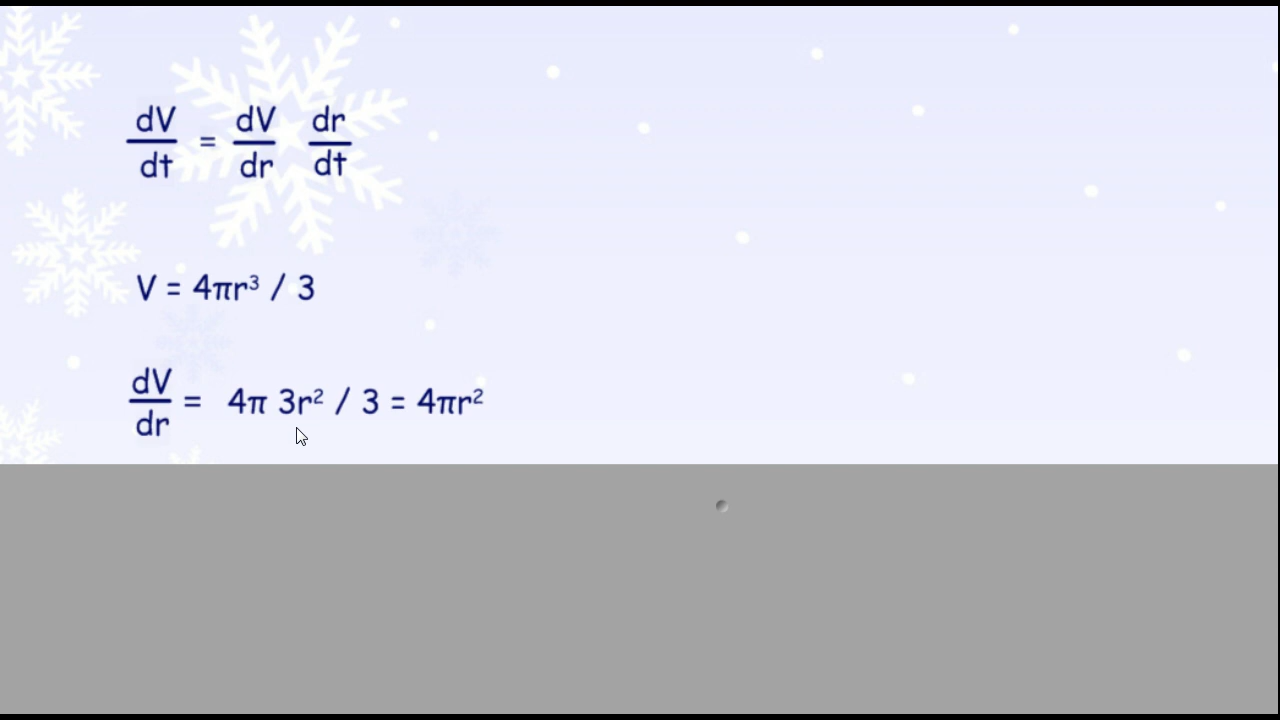 dV/dt = dV/dr dr/dt
V = 4πr³ / 3
dV/dr = 4π 3r² / 3 = 4πr²